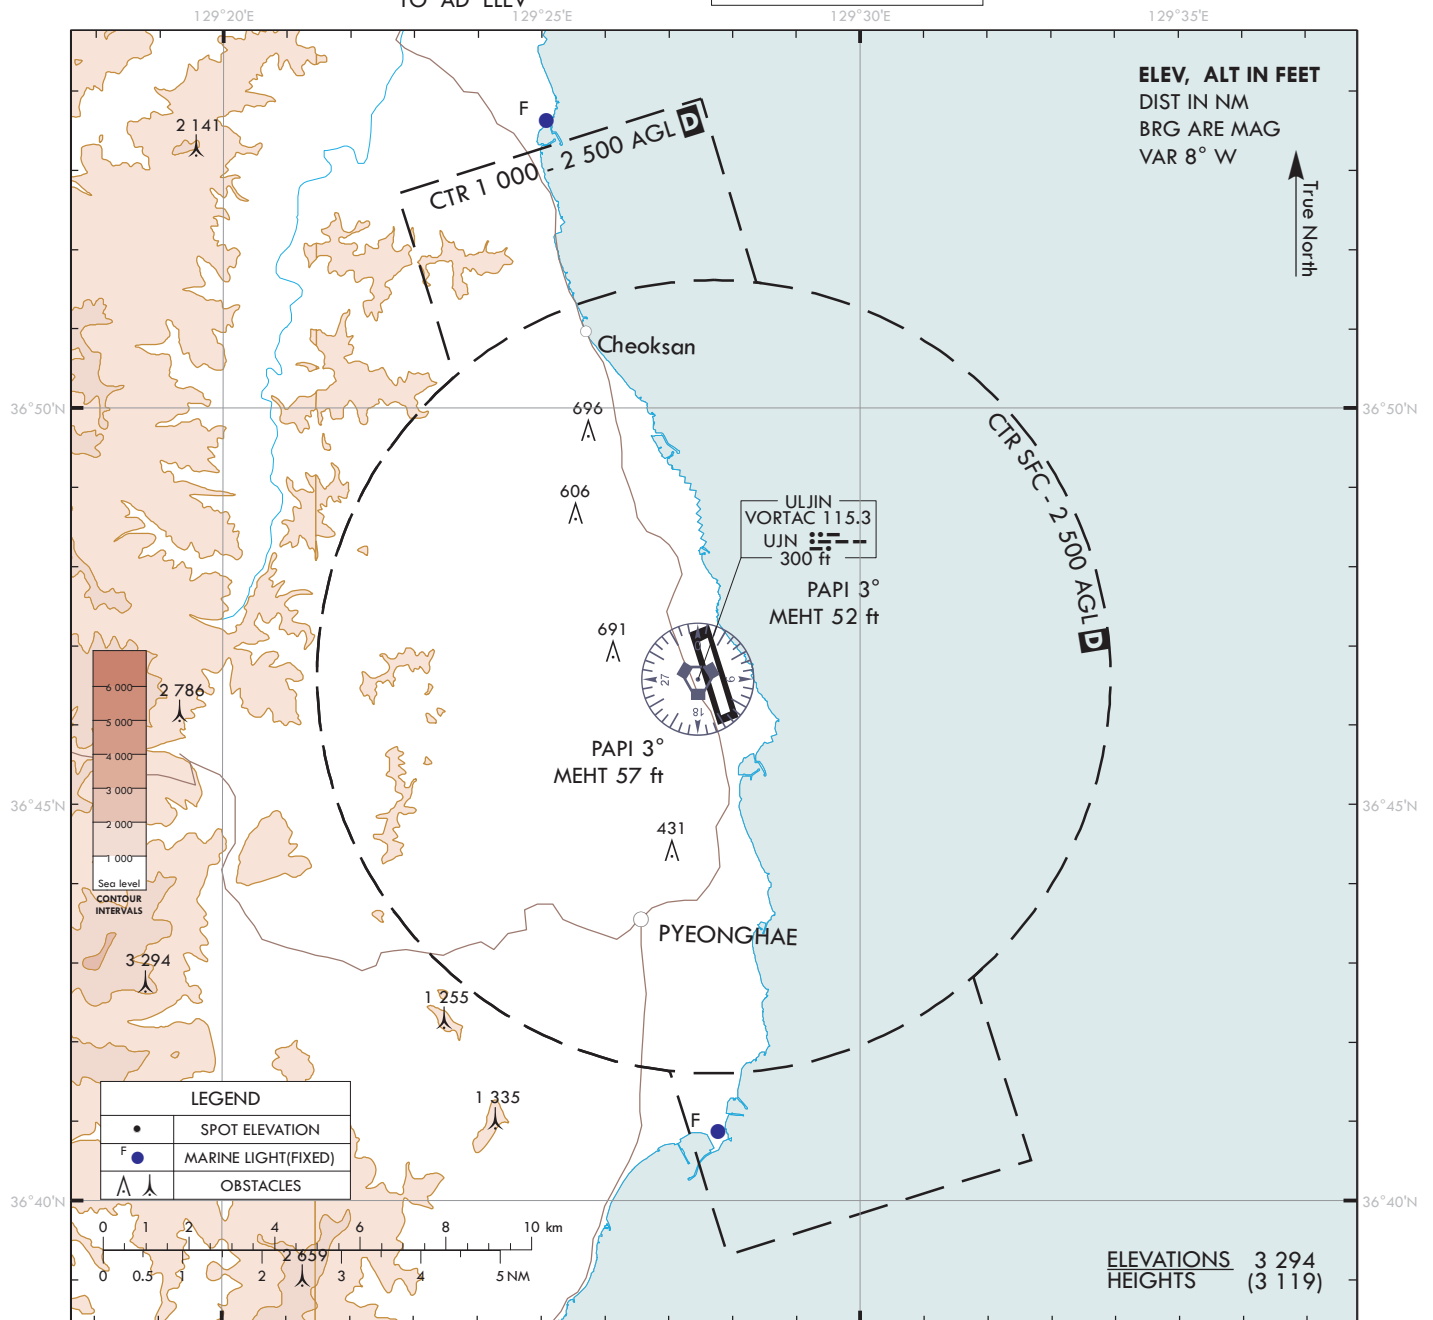 TO AD ELEV
129°20'E
129°25'E
129°30'E
129°35'E
ELEV, ALT IN FEET
DIST IN NM
BRG ARE MAG
VAR 8° W
True North
F
2 141
CTR 1 000 - 2 500 AGL D
Cheoksan
36°50'N
36°50'N
696
CTR SFC - 2 500 AGL D
606
ULJIN
VORTAC 115.3
UJN
300 ft
PAPI 3°
MEHT 52 ft
691
0
9
18
27
2 786
6 000
5 000
4 000
3 000
2 000
1 000
Sea level
CONTOUR
INTERVALS
PAPI 3°
MEHT 57 ft
36°45'N
36°45'N
431
PYEONGHAE
3 294
1 255
1 335
F
LEGEND
SPOT ELEVATION
F MARINE LIGHT(FIXED)
OBSTACLES
36°40'N
36°40'N
0 1 2 4 6 8 10 km
2 659
0 0.5 1 2 3 4 5 NM
ELEVATIONS 3 294
HEIGHTS (3 119)